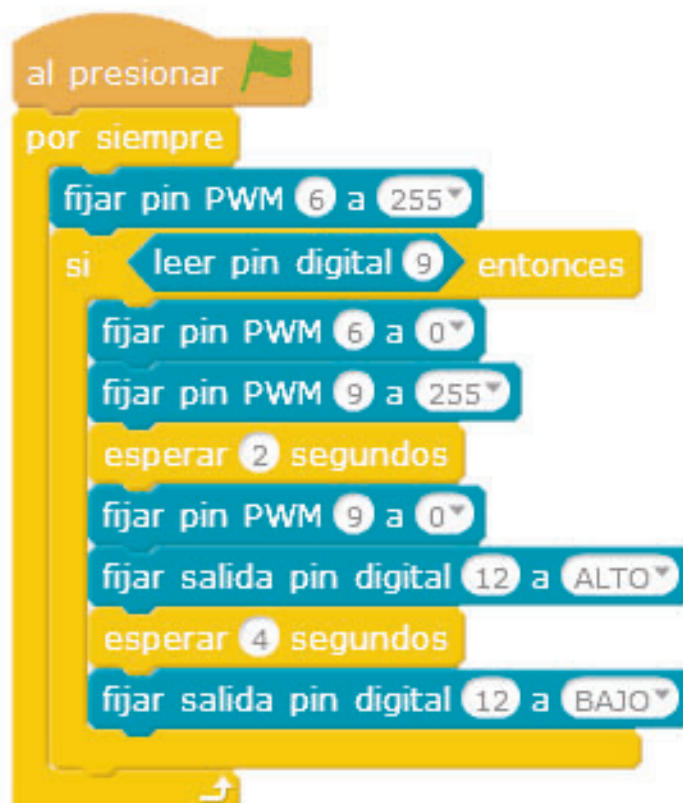 al presionar
por siempre
fijar pin PWM 6 a 255
si leer pin digital 9 entonces
fijar pin PWM 6 a 0
fijar pin PWM 9 a 255
esperar 2 segundos
fijar pin PWM 9 a 0
fijar salida pin digital 12 a ALTO
esperar 4 segundos
fijar salida pin digital 12 a BAJO